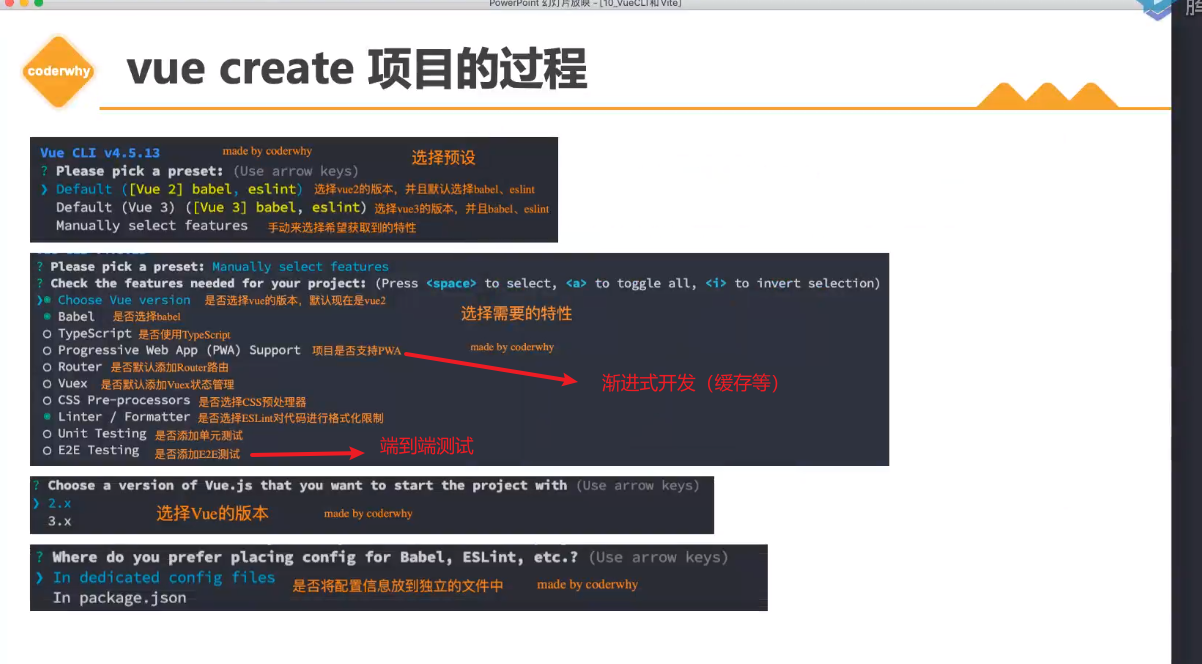 PowerPoint 幻灯片放映 - [10_VueCLI和Vite]
coderwhy
vue create 项目的过程
Vue CLI v4.5.13 made by coderwhy 选择预设
? Please pick a preset: (Use arrow keys)
❯ Default ([Vue 2] babel, eslint) 选择vue2的版本，并且默认选择babel、eslint
Default (Vue 3) ([Vue 3] babel, eslint) 选择vue3的版本，并且babel、eslint
Manually select features 手动来选择希望获取到的特性
? Please pick a preset: Manually select features
? Check the features needed for your project: (Press <space> to select, <a> to toggle all, <i> to invert selection)
❯◉ Choose Vue version 是否选择vue的版本，默认现在是vue2
◉ Babel 是否选择babel 选择需要的特性
◯ TypeScript 是否使用TypeScript
◯ Progressive Web App (PWA) Support 项目是否支持PWA made by coderwhy
◯ Router 是否默认添加Router路由
渐进式开发（缓存等）
◯ Vuex 是否默认添加Vuex状态管理
◯ CSS Pre-processors 是否选择CSS预处理器
◉ Linter / Formatter 是否选择ESLint对代码进行格式化限制
◯ Unit Testing 是否添加单元测试
◯ E2E Testing 是否添加E2E测试 端到端测试
? Choose a version of Vue.js that you want to start the project with (Use arrow keys)
❯ 2.x
3.x 选择Vue的版本 made by coderwhy
? Where do you prefer placing config for Babel, ESLint, etc.? (Use arrow keys)
❯ In dedicated config files 是否将配置信息放到独立的文件中 made by coderwhy
In package.json